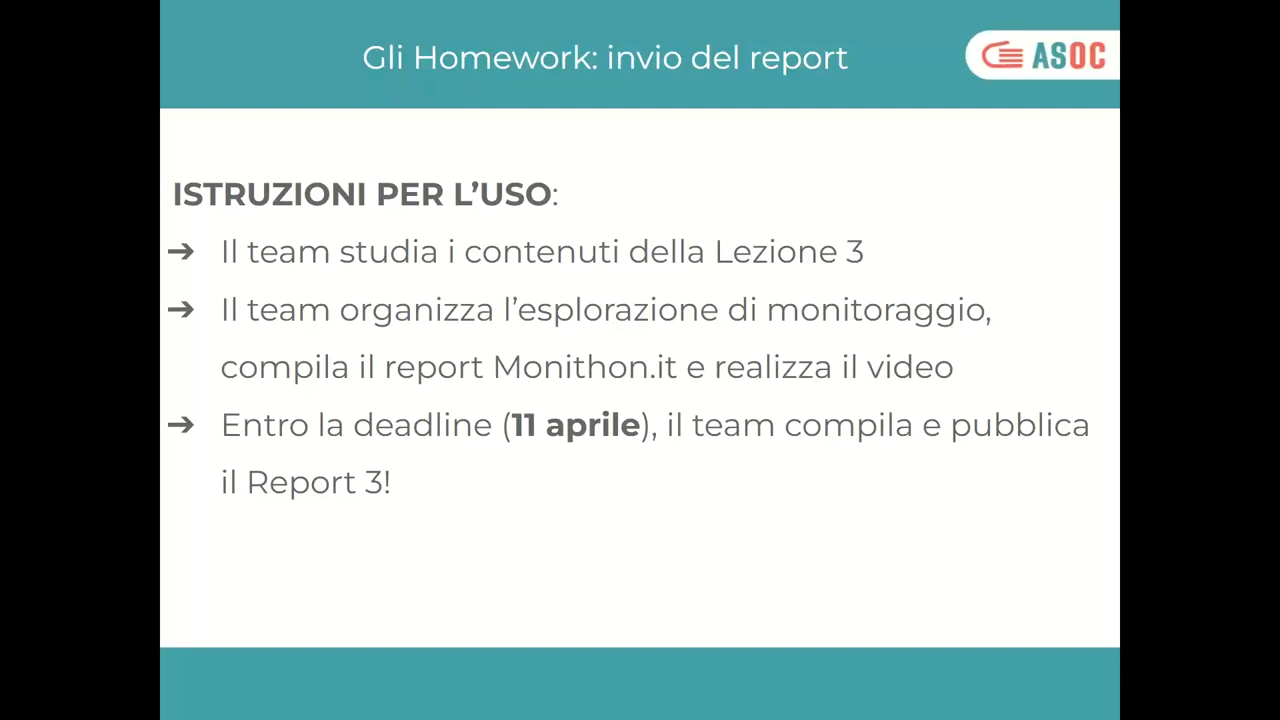 Gli Homework: invio del report
ASOC
ISTRUZIONI PER L’USO:
➔ Il team studia i contenuti della Lezione 3
➔ Il team organizza l’esplorazione di monitoraggio,
compila il report Monithon.it e realizza il video
➔ Entro la deadline (11 aprile), il team compila e pubblica
il Report 3!